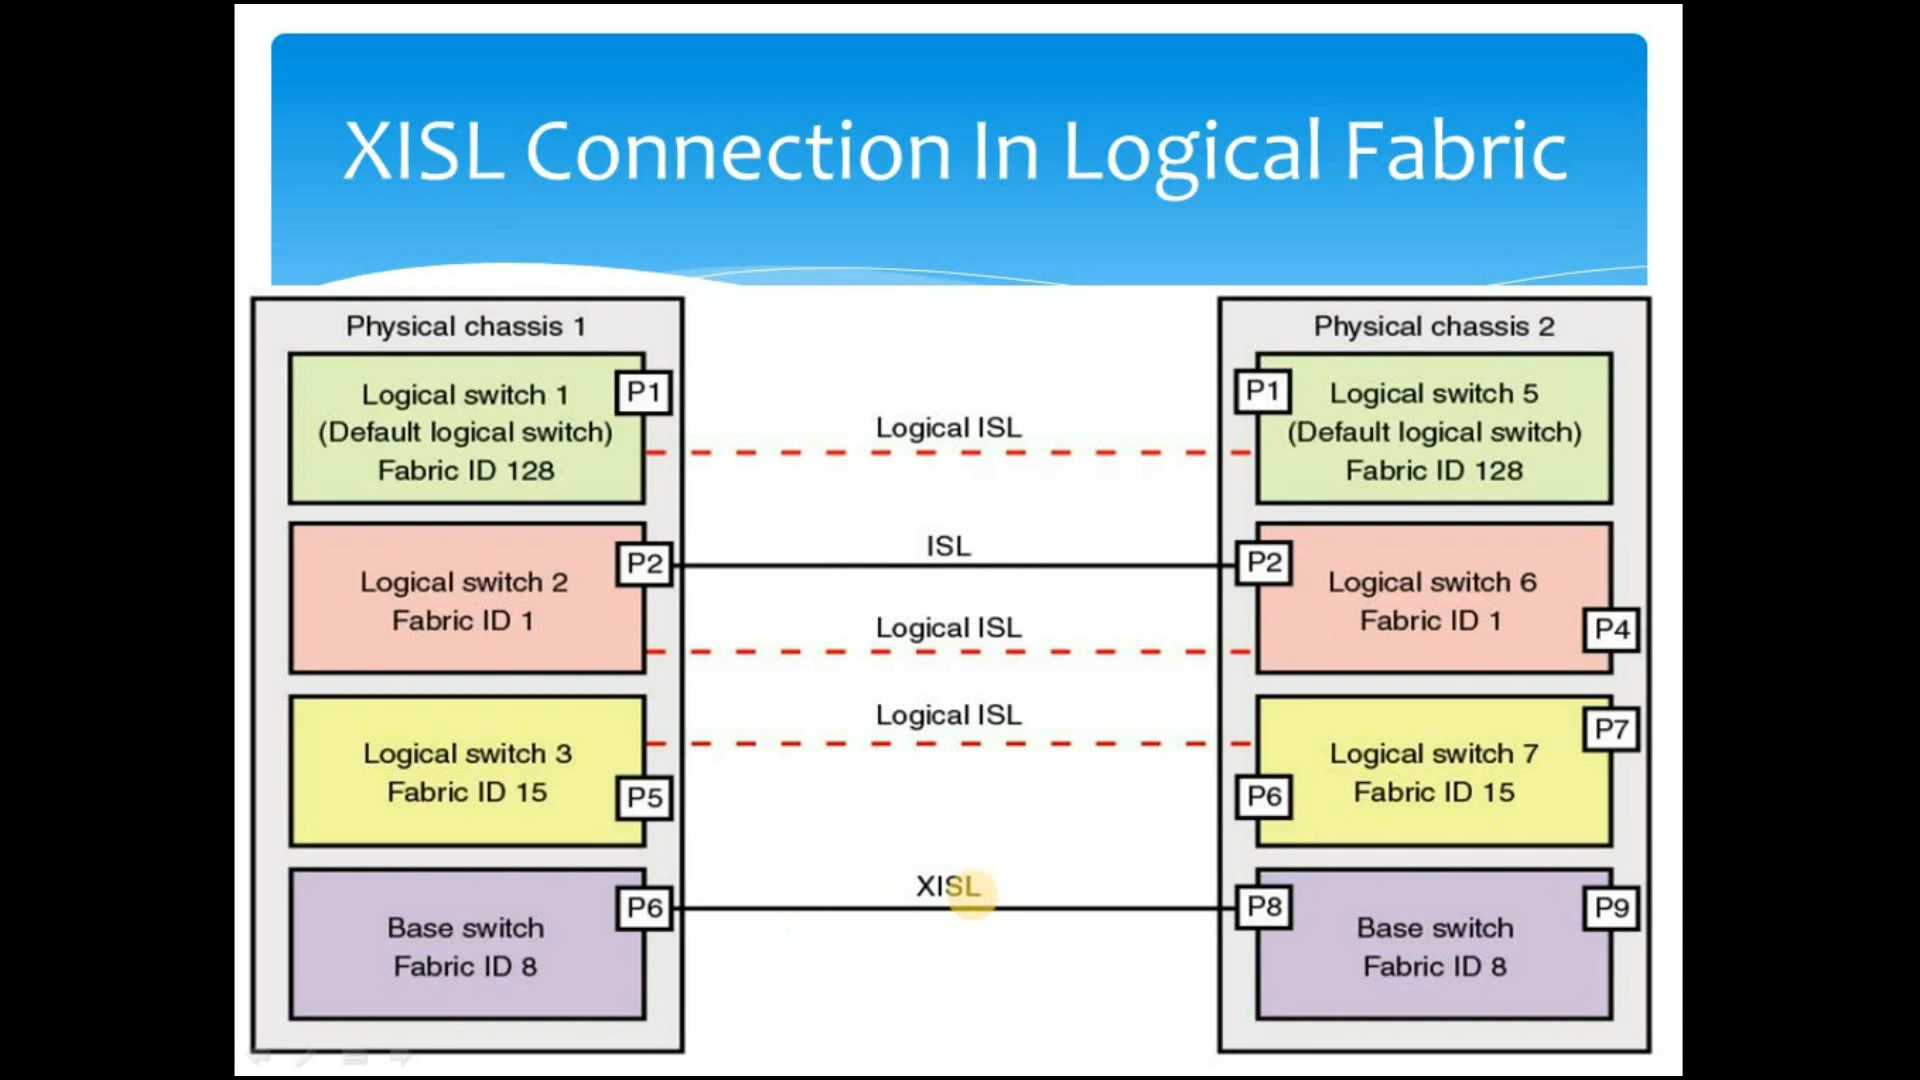 XISL Connection In Logical Fabric
Physical chassis 1
Logical switch 1
(Default logical switch)
Fabric ID 128
P1
Logical switch 2
Fabric ID 1
P2
Logical switch 3
Fabric ID 15
P5
Base switch
Fabric ID 8
P6
Logical ISL
ISL
Logical ISL
Logical ISL
XISL
Physical chassis 2
P1
Logical switch 5
(Default logical switch)
Fabric ID 128
P2
Logical switch 6
Fabric ID 1
P4
P7
Logical switch 7
Fabric ID 15
P6
P8
P9
Base switch
Fabric ID 8